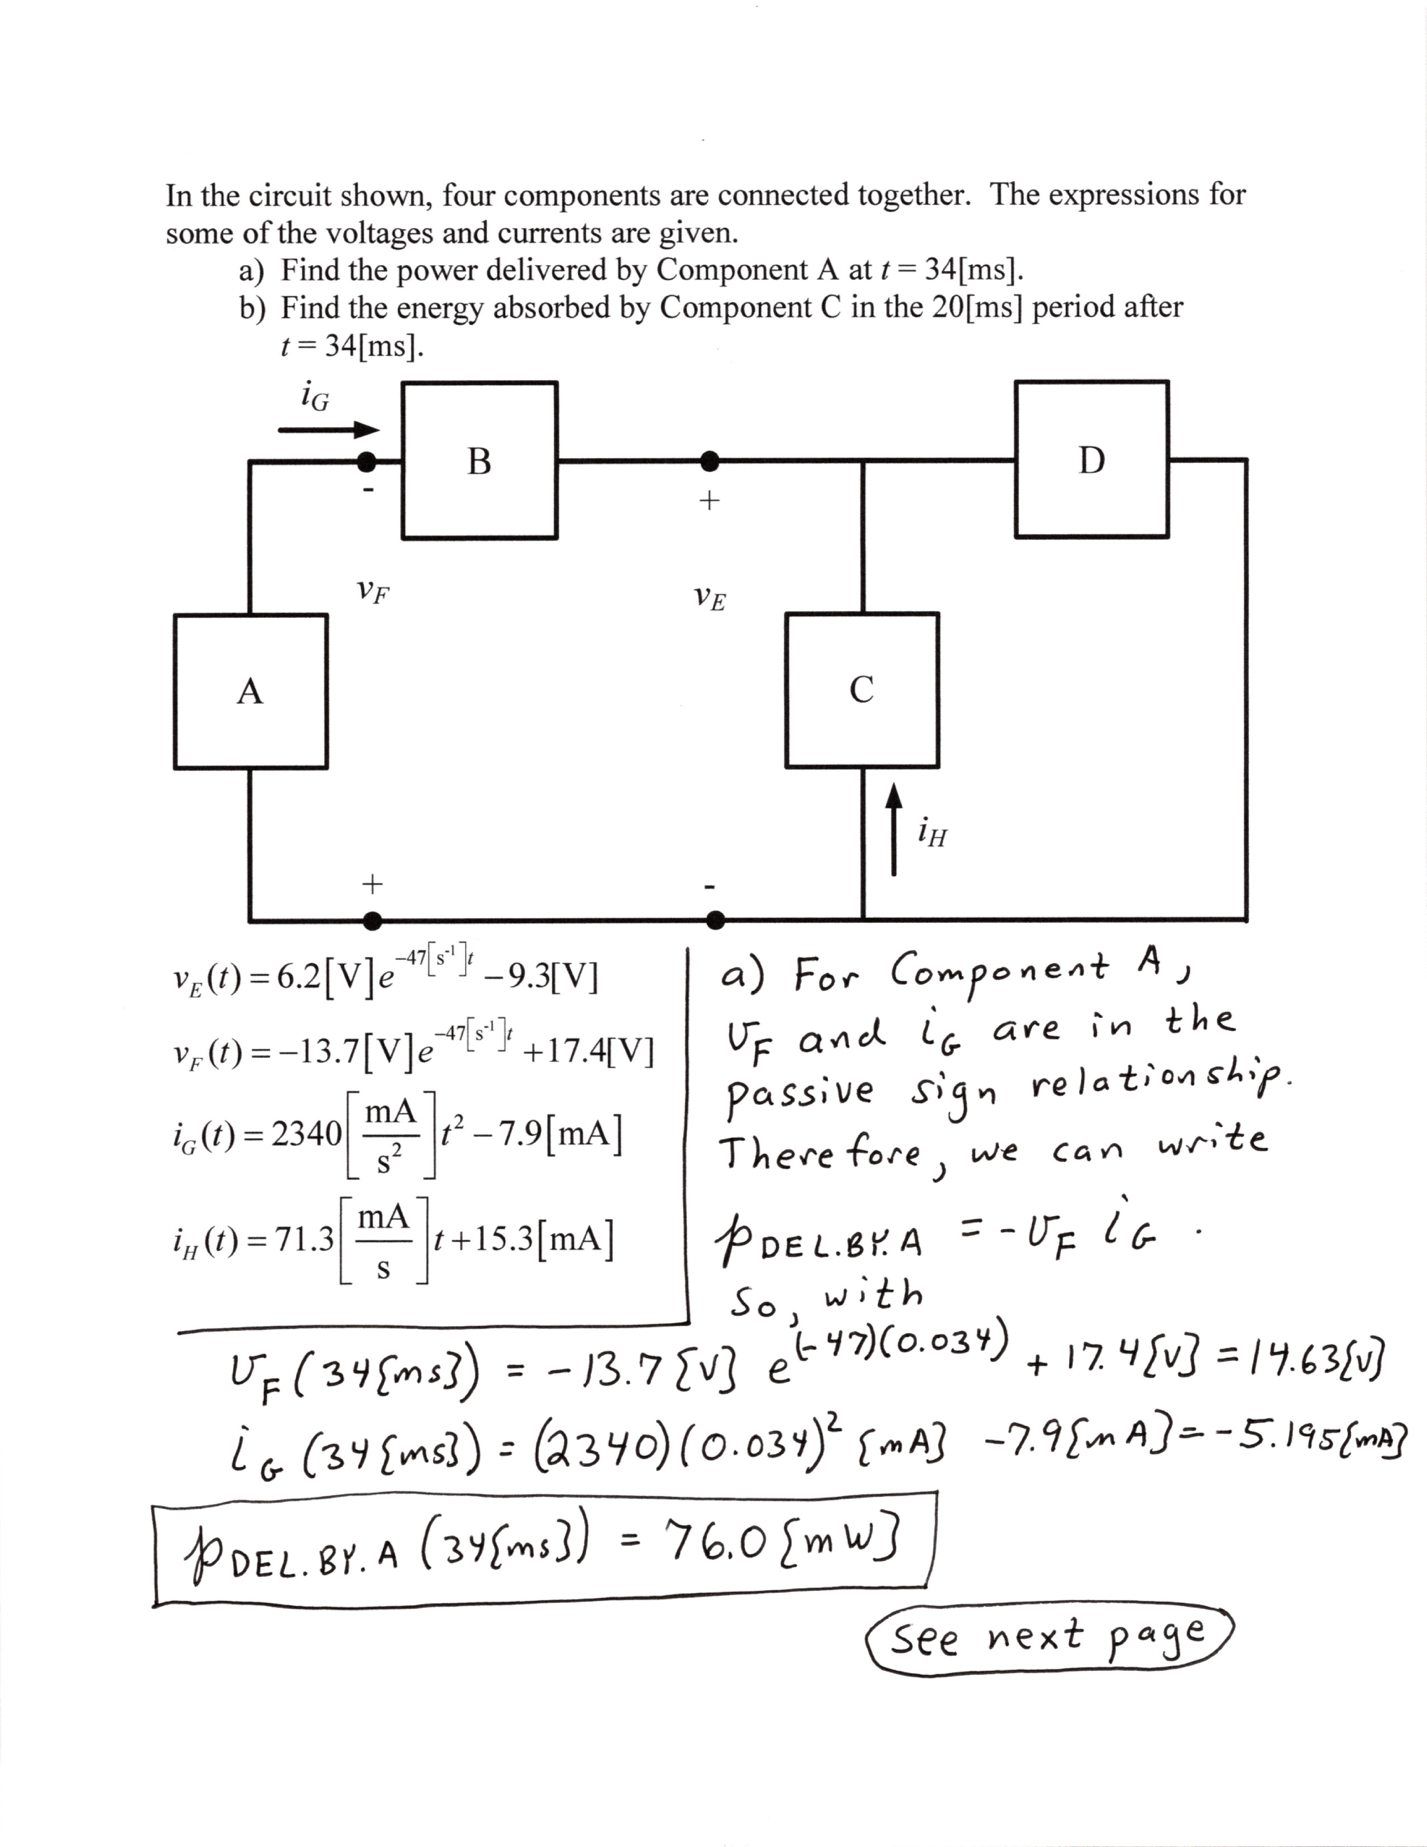 In the circuit shown, four components are connected together. The expressions for
some of the voltages and currents are given.
a) Find the power delivered by Component A at t = 34[ms].
b) Find the energy absorbed by Component C in the 20[ms] period after
t = 34[ms].
iG
B
D
-
+
vF
vE
A
C
iH
+
-
vE(t) = 6.2[V]e^(-47[s^-1]t) − 9.3[V]
vF(t) = −13.7[V]e^(-47[s^-1]t) + 17.4[V]
iG(t) = 2340[mA/s²]t² − 7.9[mA]
iH(t) = 71.3[mA/s]t + 15.3[mA]
a) For Component A,
vF and iG are in the
passive sign relationship.
Therefore, we can write
pDEL.BY.A = -vF iG .
So, with
vF(34[ms]) = -13.7[V] e^((-47)(0.034)) + 17.4[V] = 14.63[V]
iG(34[ms]) = (2340)(0.034)² [mA] -7.9[mA] = -5.195[mA]
pDEL.BY.A (34[ms]) = 76.0[mW]
see next page